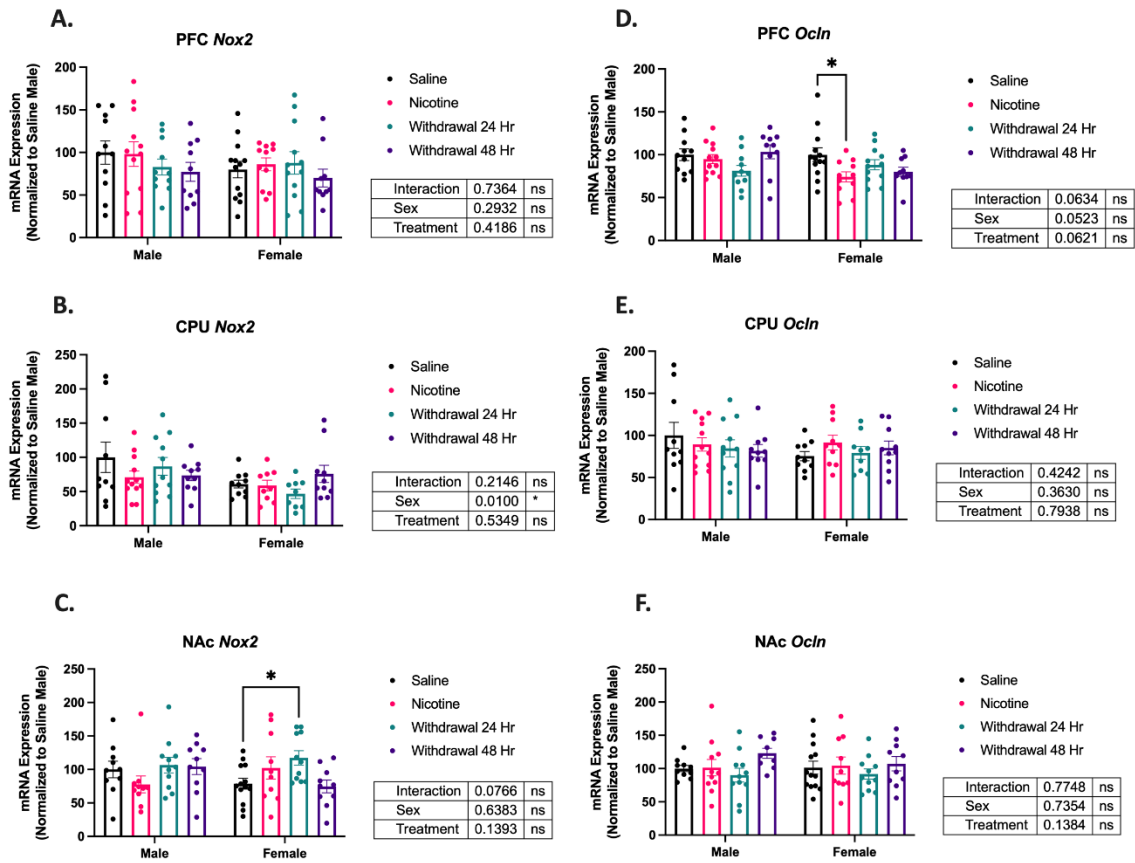 A.
PFC Nox2
mRNA Expression
(Normalized to Saline Male)
200
150
100
50
0
Male
Female
Saline
Nicotine
Withdrawal 24 Hr
Withdrawal 48 Hr
Interaction 0.7364 ns
Sex 0.2932 ns
Treatment 0.4186 ns
B.
CPU Nox2
mRNA Expression
(Normalized to Saline Male)
250
200
150
100
50
0
Male
Female
Saline
Nicotine
Withdrawal 24 Hr
Withdrawal 48 Hr
Interaction 0.2146 ns
Sex 0.0100 *
Treatment 0.5349 ns
C.
NAc Nox2
mRNA Expression
(Normalized to Saline Male)
250
200
150
100
50
0
*
Male
Female
Saline
Nicotine
Withdrawal 24 Hr
Withdrawal 48 Hr
Interaction 0.0766 ns
Sex 0.6383 ns
Treatment 0.1393 ns
D.
PFC Ocln
mRNA Expression
(Normalized to Saline Male)
200
150
100
50
0
*
Male
Female
Saline
Nicotine
Withdrawal 24 Hr
Withdrawal 48 Hr
Interaction 0.0634 ns
Sex 0.0523 ns
Treatment 0.0621 ns
E.
CPU Ocln
mRNA Expression
(Normalized to Saline Male)
200
150
100
50
0
Male
Female
Saline
Nicotine
Withdrawal 24 Hr
Withdrawal 48 Hr
Interaction 0.4242 ns
Sex 0.3630 ns
Treatment 0.7938 ns
F.
NAc Ocln
mRNA Expression
(Normalized to Saline Male)
250
200
150
100
50
0
Male
Female
Saline
Nicotine
Withdrawal 24 Hr
Withdrawal 48 Hr
Interaction 0.7748 ns
Sex 0.7354 ns
Treatment 0.1384 ns